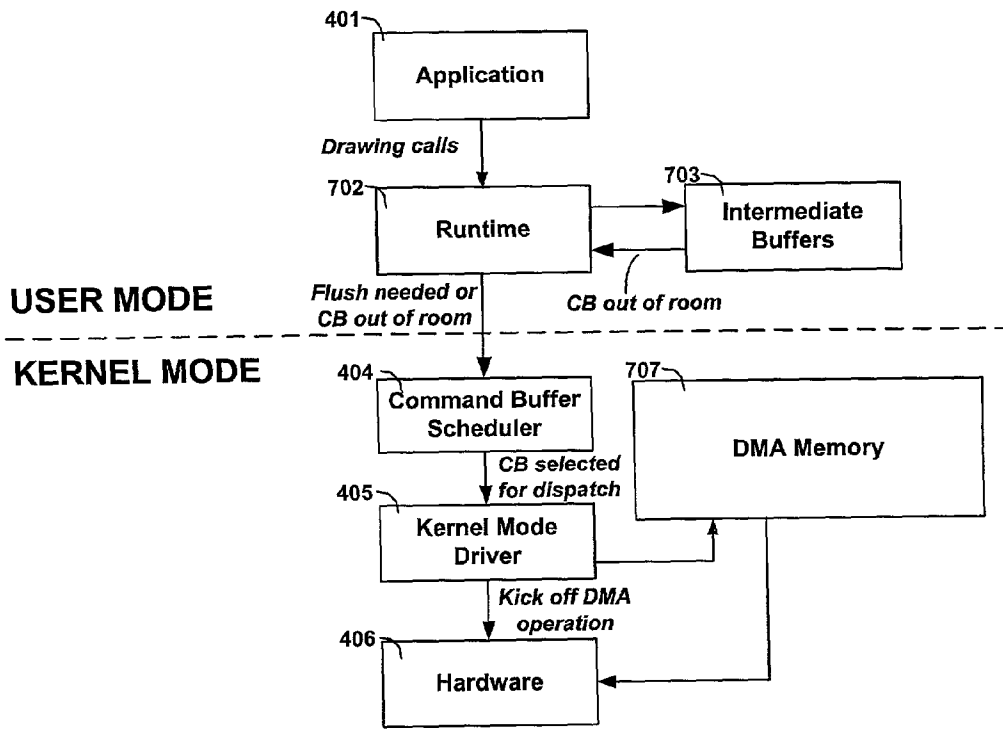 401
Application
Drawing calls
702
Runtime
703
Intermediate
Buffers
CB out of room
Flush needed or
CB out of room
USER MODE
KERNEL MODE
404
Command Buffer
Scheduler
707
DMA Memory
CB selected
for dispatch
405
Kernel Mode
Driver
Kick off DMA
operation
406
Hardware